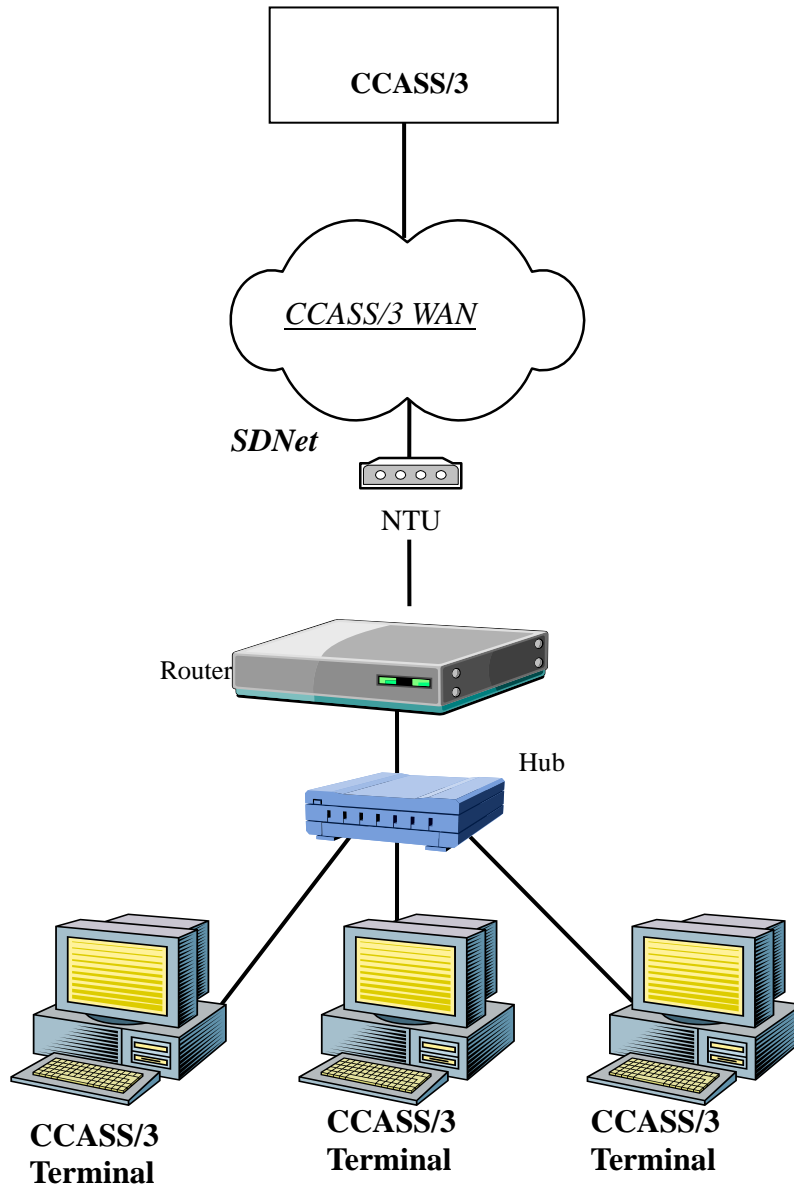 CCASS/3
CCASS/3 WAN
SDNet
NTU
Router
Hub
CCASS/3
Terminal
CCASS/3
Terminal
CCASS/3
Terminal